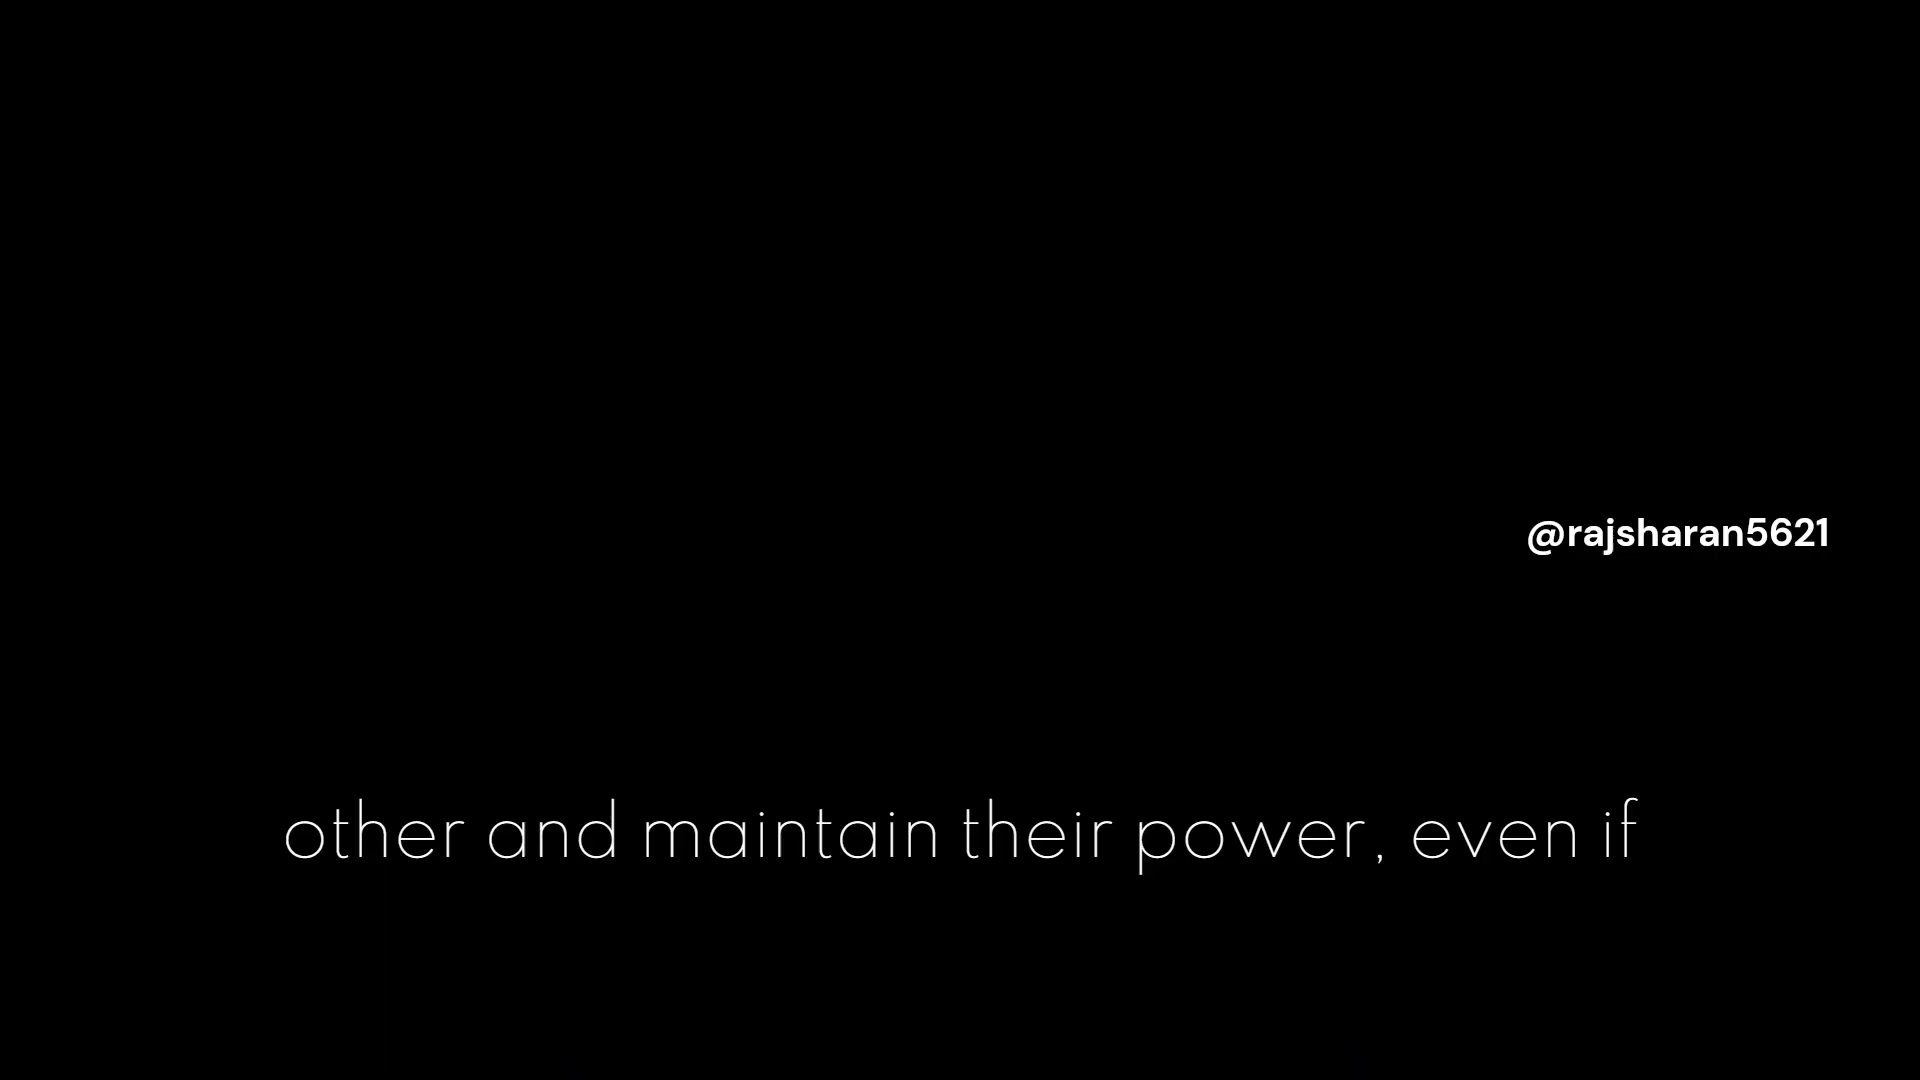 @rajsharan5621
other and maintain their power, even if